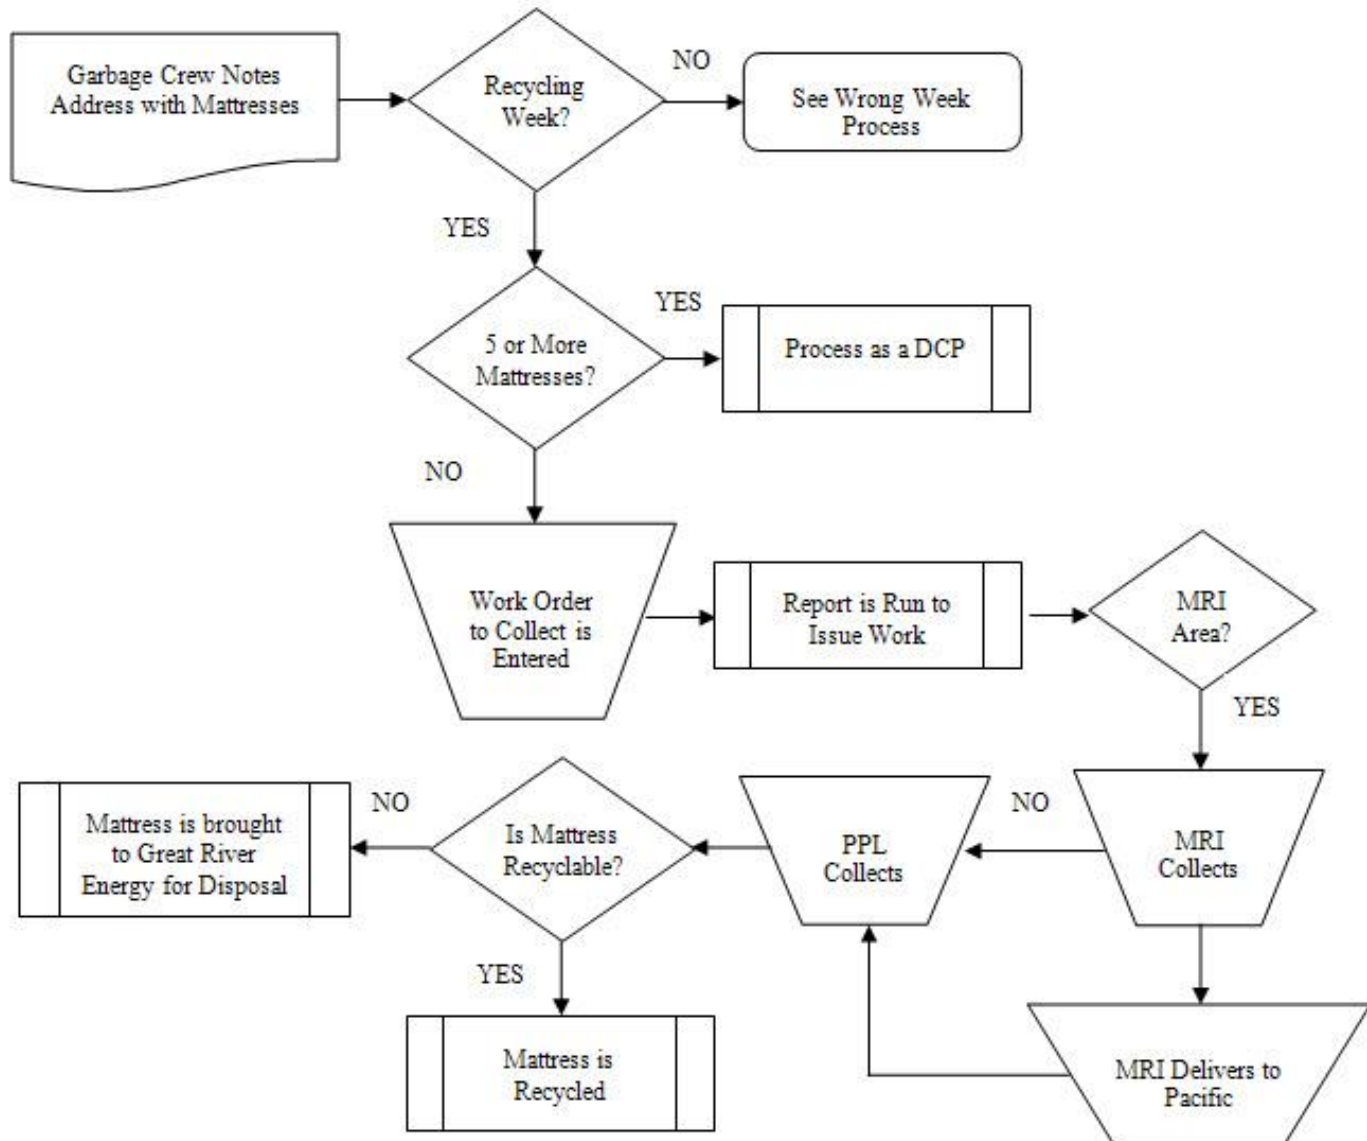 Garbage Crew Notes
Address with Mattresses
Recycling
Week?
NO
See Wrong Week
Process
YES
5 or More
Mattresses?
YES
Process as a DCP
NO
Work Order
to Collect is
Entered
Report is Run to
Issue Work
MRI
Area?
YES
MRI
Collects
NO
PPL
Collects
Is Mattress
Recyclable?
NO
Mattress is brought
to Great River
Energy for Disposal
YES
Mattress is
Recycled
MRI Delivers to
Pacific